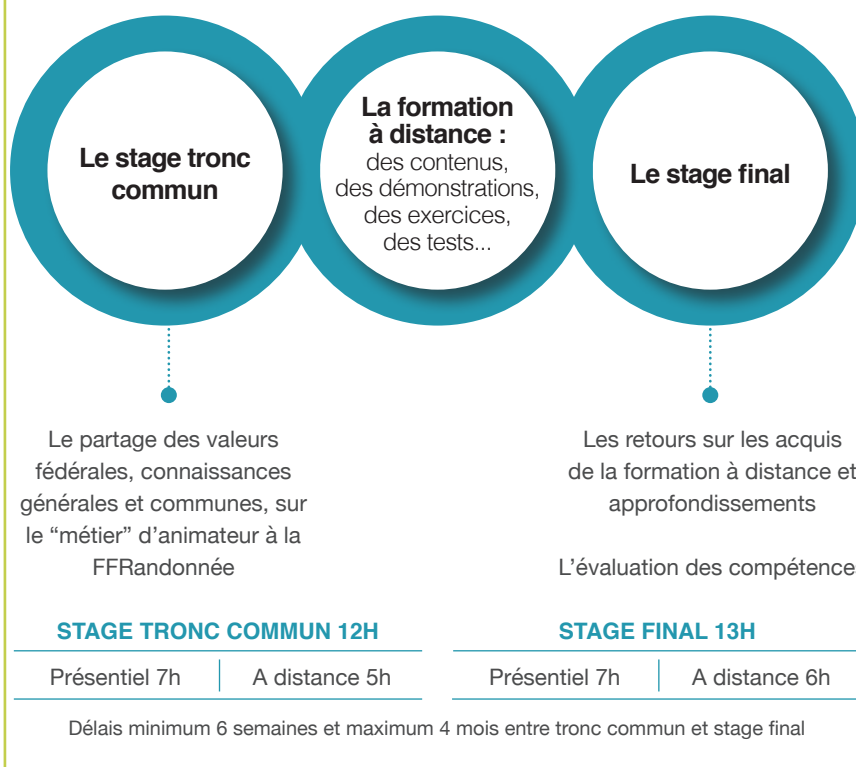 Le stage tronc
commun
La formation
à distance :
des contenus,
des démonstrations,
des exercices,
des tests...
Le stage final
Le partage des valeurs
fédérales, connaissances
générales et communes, sur
le “métier” d’animateur à la
FFRandonnée
Les retours sur les acquis
de la formation à distance et
approfondissements
L’évaluation des compétences
STAGE TRONC COMMUN 12H
Présentiel 7h
A distance 5h
STAGE FINAL 13H
Présentiel 7h
A distance 6h
Délais minimum 6 semaines et maximum 4 mois entre tronc commun et stage final